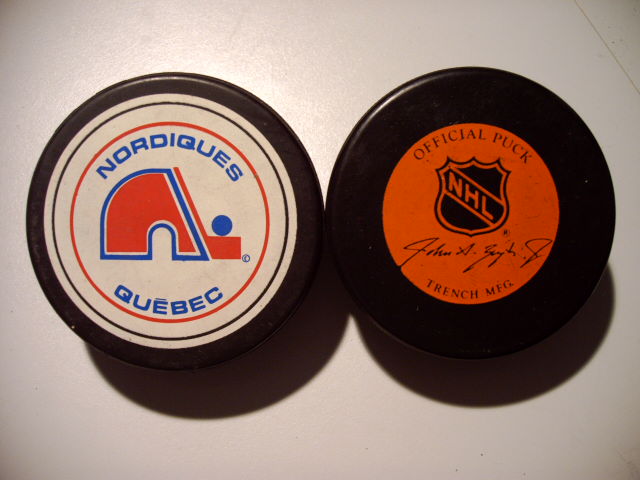 NORDIQUES
©
QUÉBEC
OFFICIAL PUCK
NHL
®
TRENCH MFG.